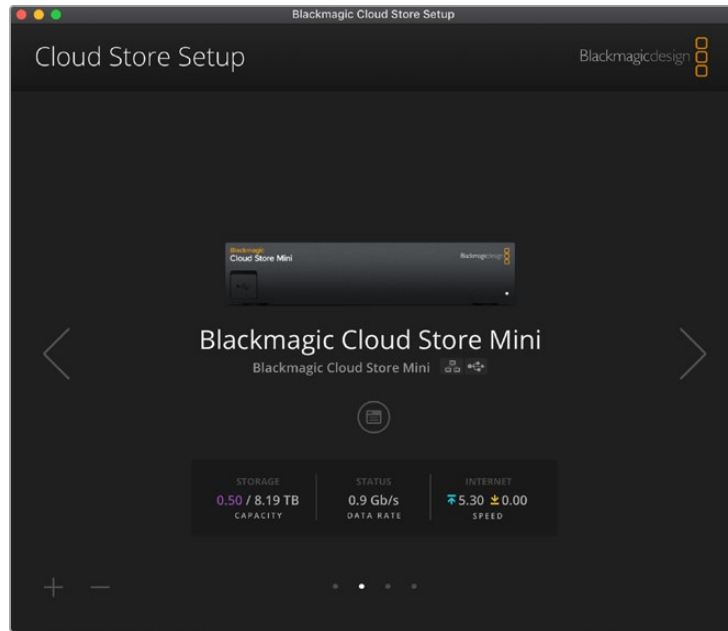 Blackmagic Cloud Store Setup
Cloud Store Setup
Blackmagicdesign
Blackmagic
Cloud Store Mini
Blackmagicdesign
Blackmagic Cloud Store Mini
Blackmagic Cloud Store Mini
STORAGE STATUS INTERNET
0.50 / 8.19 TB 0.9 Gb/s 5.30 0.00
CAPACITY DATA RATE SPEED